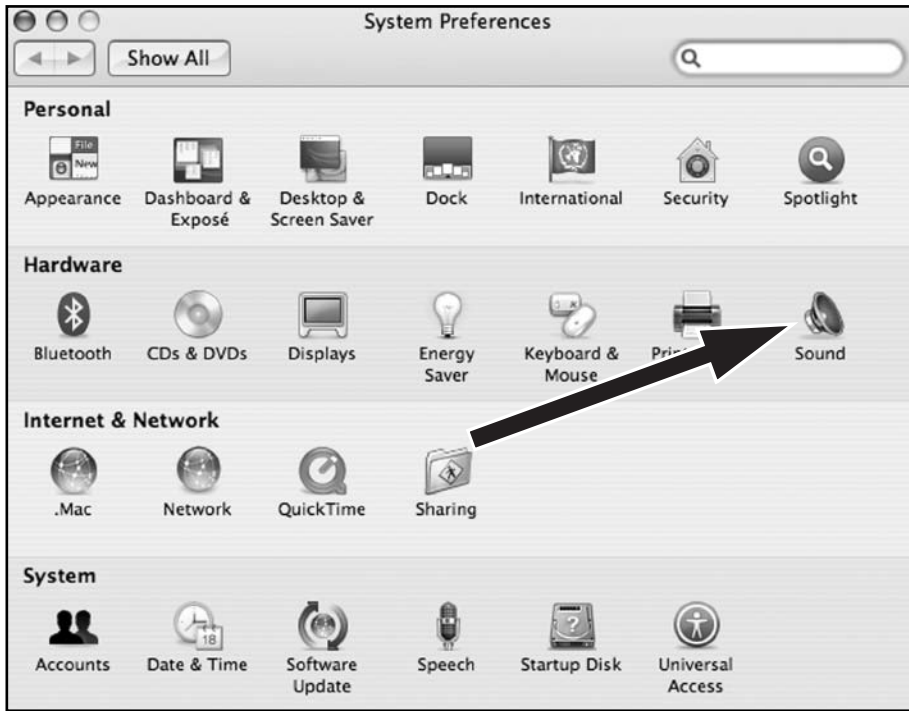 System Preferences
Show All
Personal
File
New
Appearance
Dashboard & Exposé
Desktop & Screen Saver
Dock
International
Security
Spotlight
Hardware
Bluetooth
CDs & DVDs
Displays
Energy Saver
Keyboard & Mouse
Sound
Internet & Network
.Mac
Network
QuickTime
Sharing
System
18
Accounts
Date & Time
Software Update
Speech
Startup Disk
Universal Access